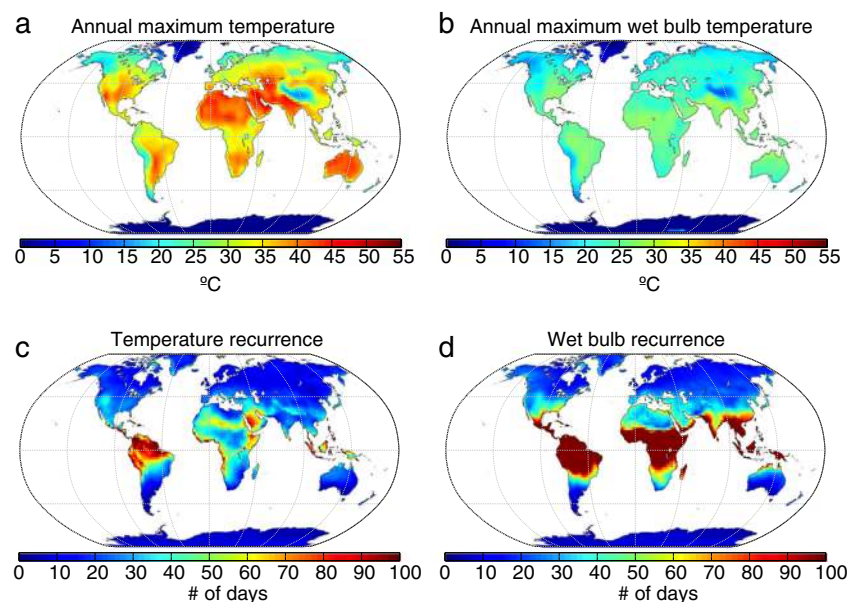 a Annual maximum temperature
b Annual maximum wet bulb temperature
0 5 10 15 20 25 30 35 40 45 50 55
ºC
0 5 10 15 20 25 30 35 40 45 50 55
ºC
c Temperature recurrence
d Wet bulb recurrence
0 10 20 30 40 50 60 70 80 90 100
# of days
0 10 20 30 40 50 60 70 80 90 100
# of days